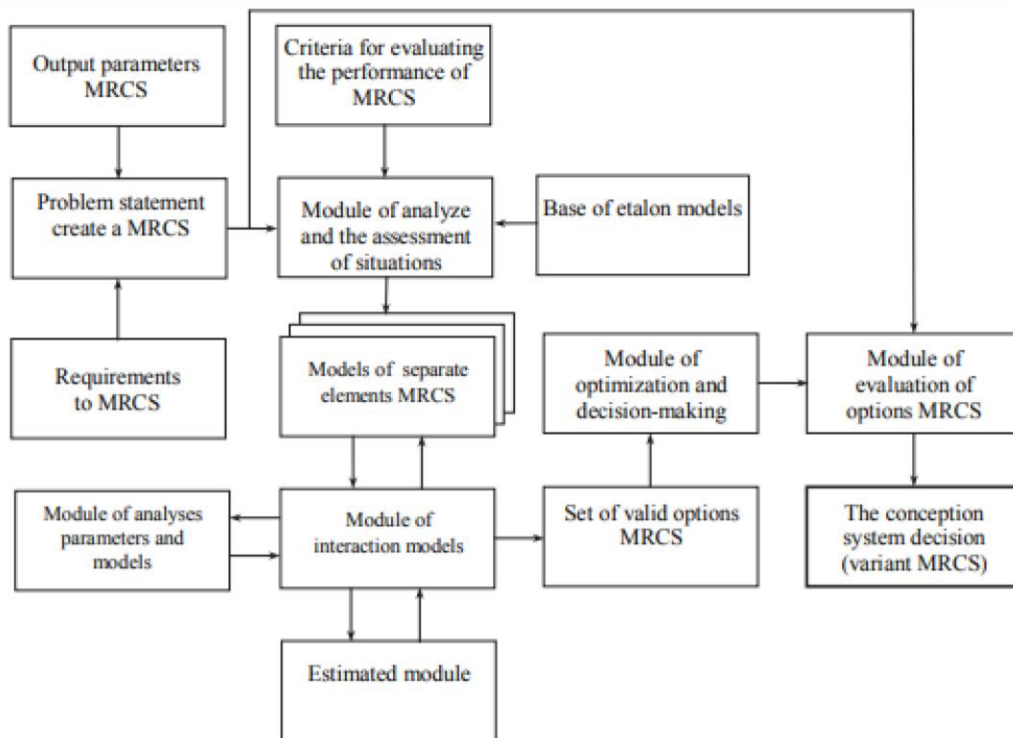 Output parameters
MRCS
Criteria for evaluating
the performance of
MRCS
Problem statement
create a MRCS
Module of analyze
and the assessment
of situations
Base of etalon models
Requirements
to MRCS
Models of separate
elements MRCS
Module of
optimization and
decision-making
Module of
evaluation of
options MRCS
Module of analyses
parameters and
models
Module of
interaction models
Set of valid options
MRCS
The conception
system decision
(variant MRCS)
Estimated module